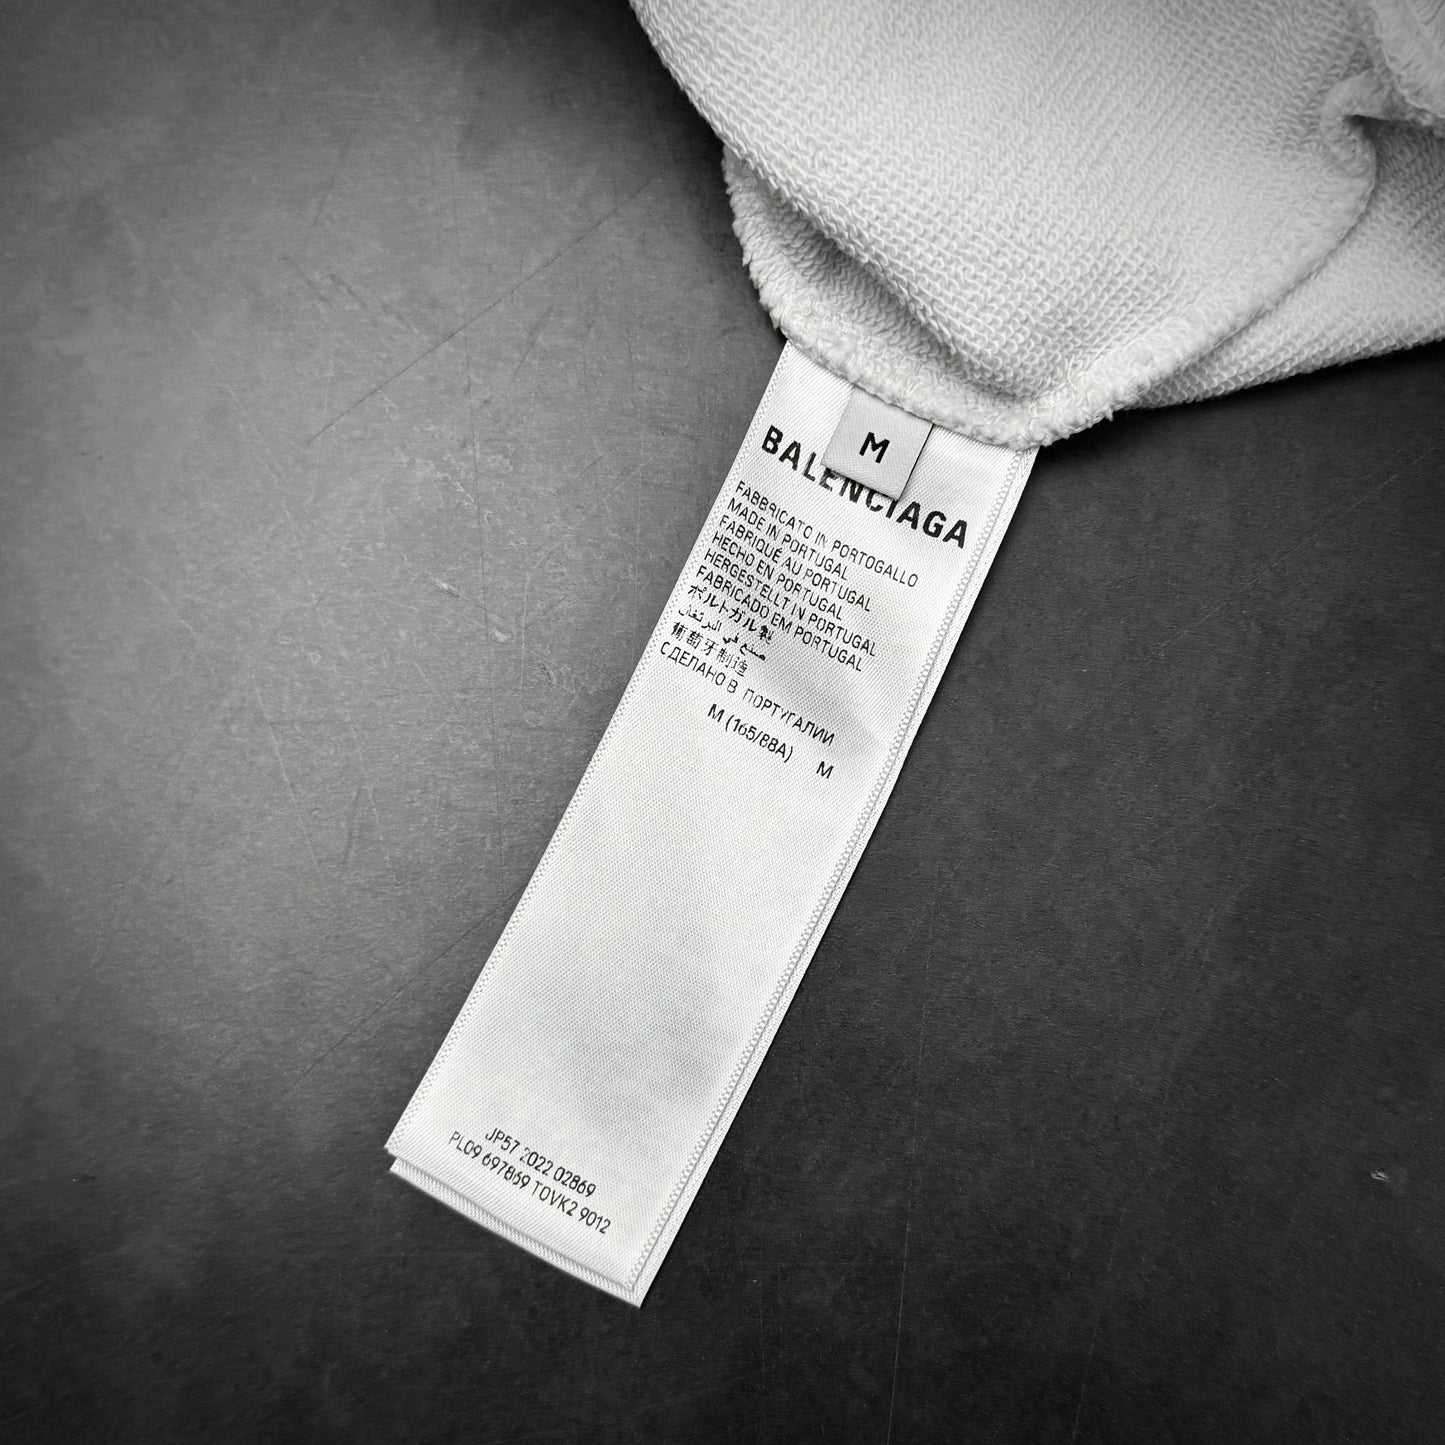 M
BALENCIAGA
FABBRICATO IN PORTOGALLO
MADE IN PORTUGAL
FABRIQUÉ AU PORTUGAL
HECHO EN PORTUGAL
HERGESTELLT IN PORTUGAL
FABRICADO EM PORTUGAL
ポルトガル製
صنع في البرتغال
葡萄牙制造
СДЕЛАНО В ПОРТУГАЛИИ
M (165/88A) M
JP57 2022 02869
PL09 697869 TOVK2 9012